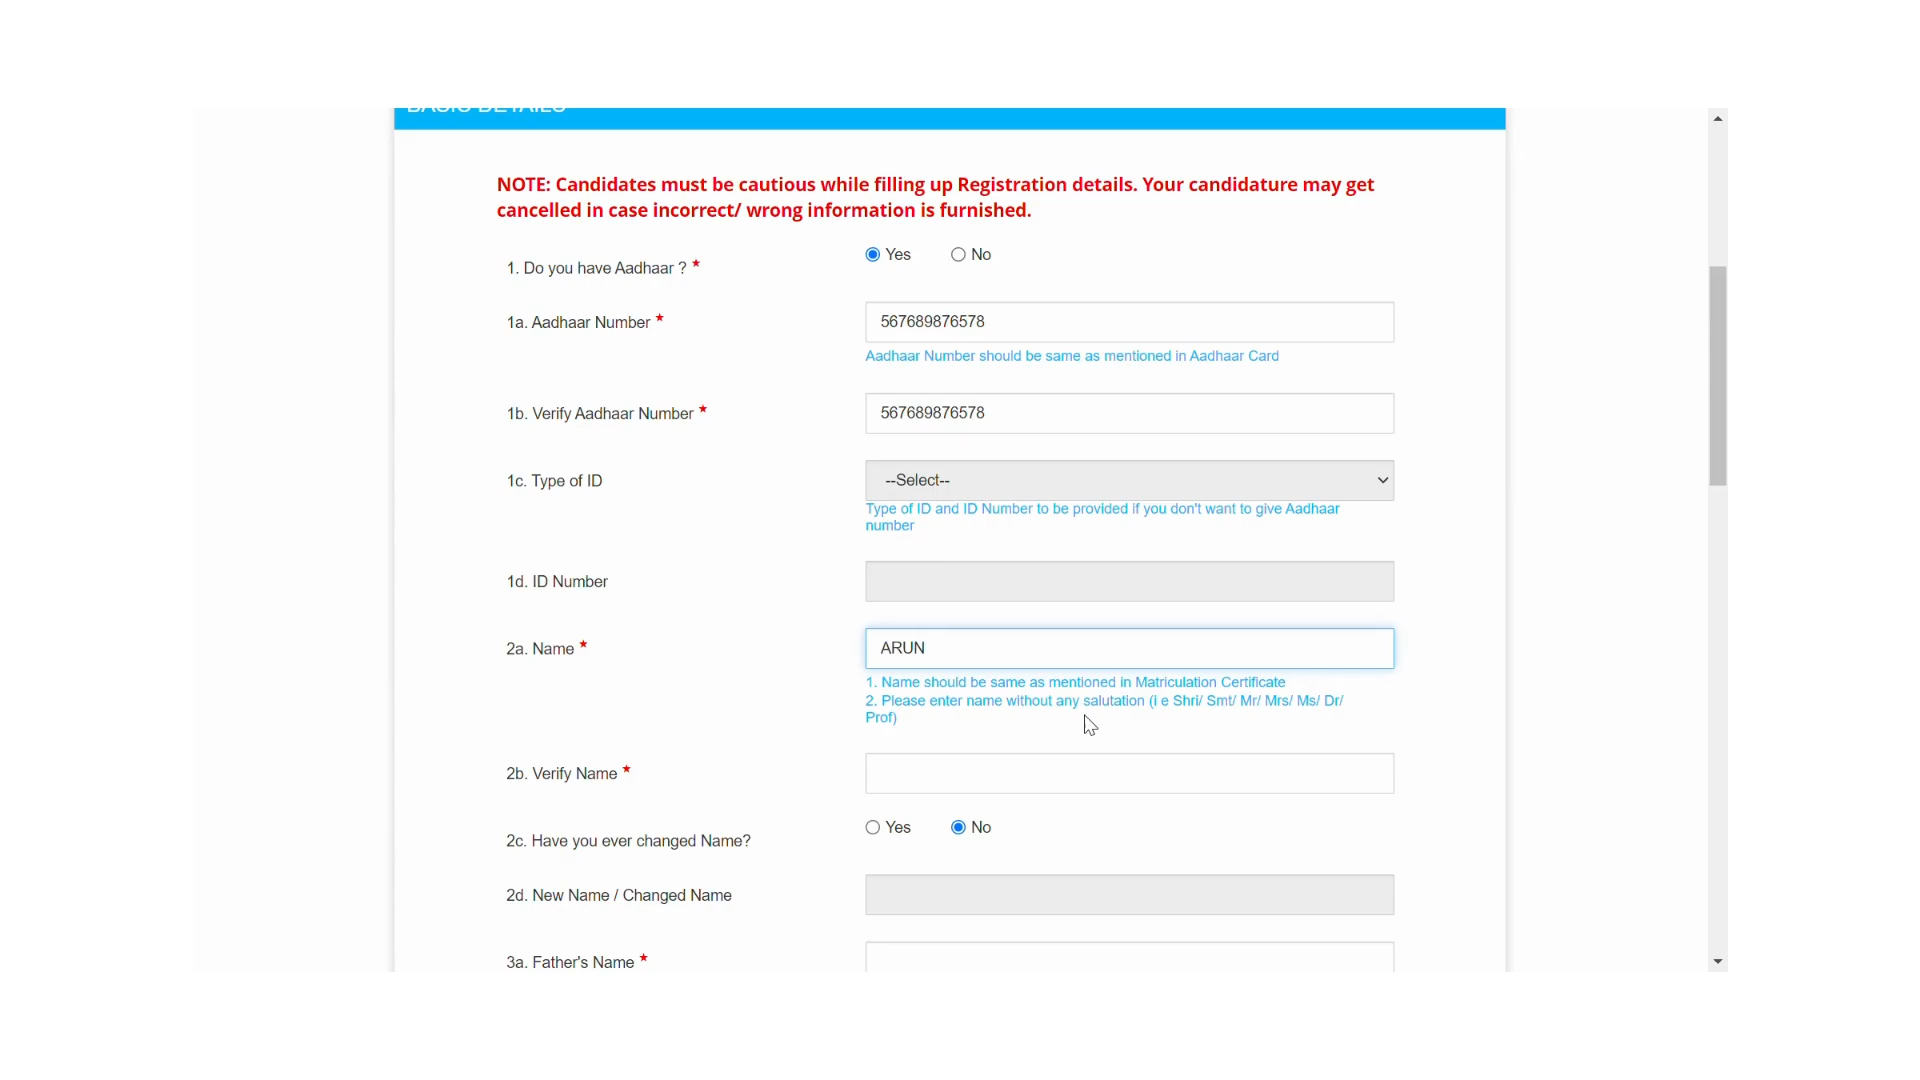 BASIC DETAILS
NOTE: Candidates must be cautious while filling up Registration details. Your candidature may get
cancelled in case incorrect/ wrong information is furnished.
1. Do you have Aadhaar ? * Yes No
1a. Aadhaar Number * 567689876578
Aadhaar Number should be same as mentioned in Aadhaar Card
1b. Verify Aadhaar Number * 567689876578
1c. Type of ID --Select--
Type of ID and ID Number to be provided if you don't want to give Aadhaar
number
1d. ID Number
2a. Name * ARUN
1. Name should be same as mentioned in Matriculation Certificate
2. Please enter name without any salutation (i e Shri/ Smt/ Mr/ Mrs/ Ms/ Dr/
Prof)
2b. Verify Name *
2c. Have you ever changed Name? Yes No
2d. New Name / Changed Name
3a. Father's Name *